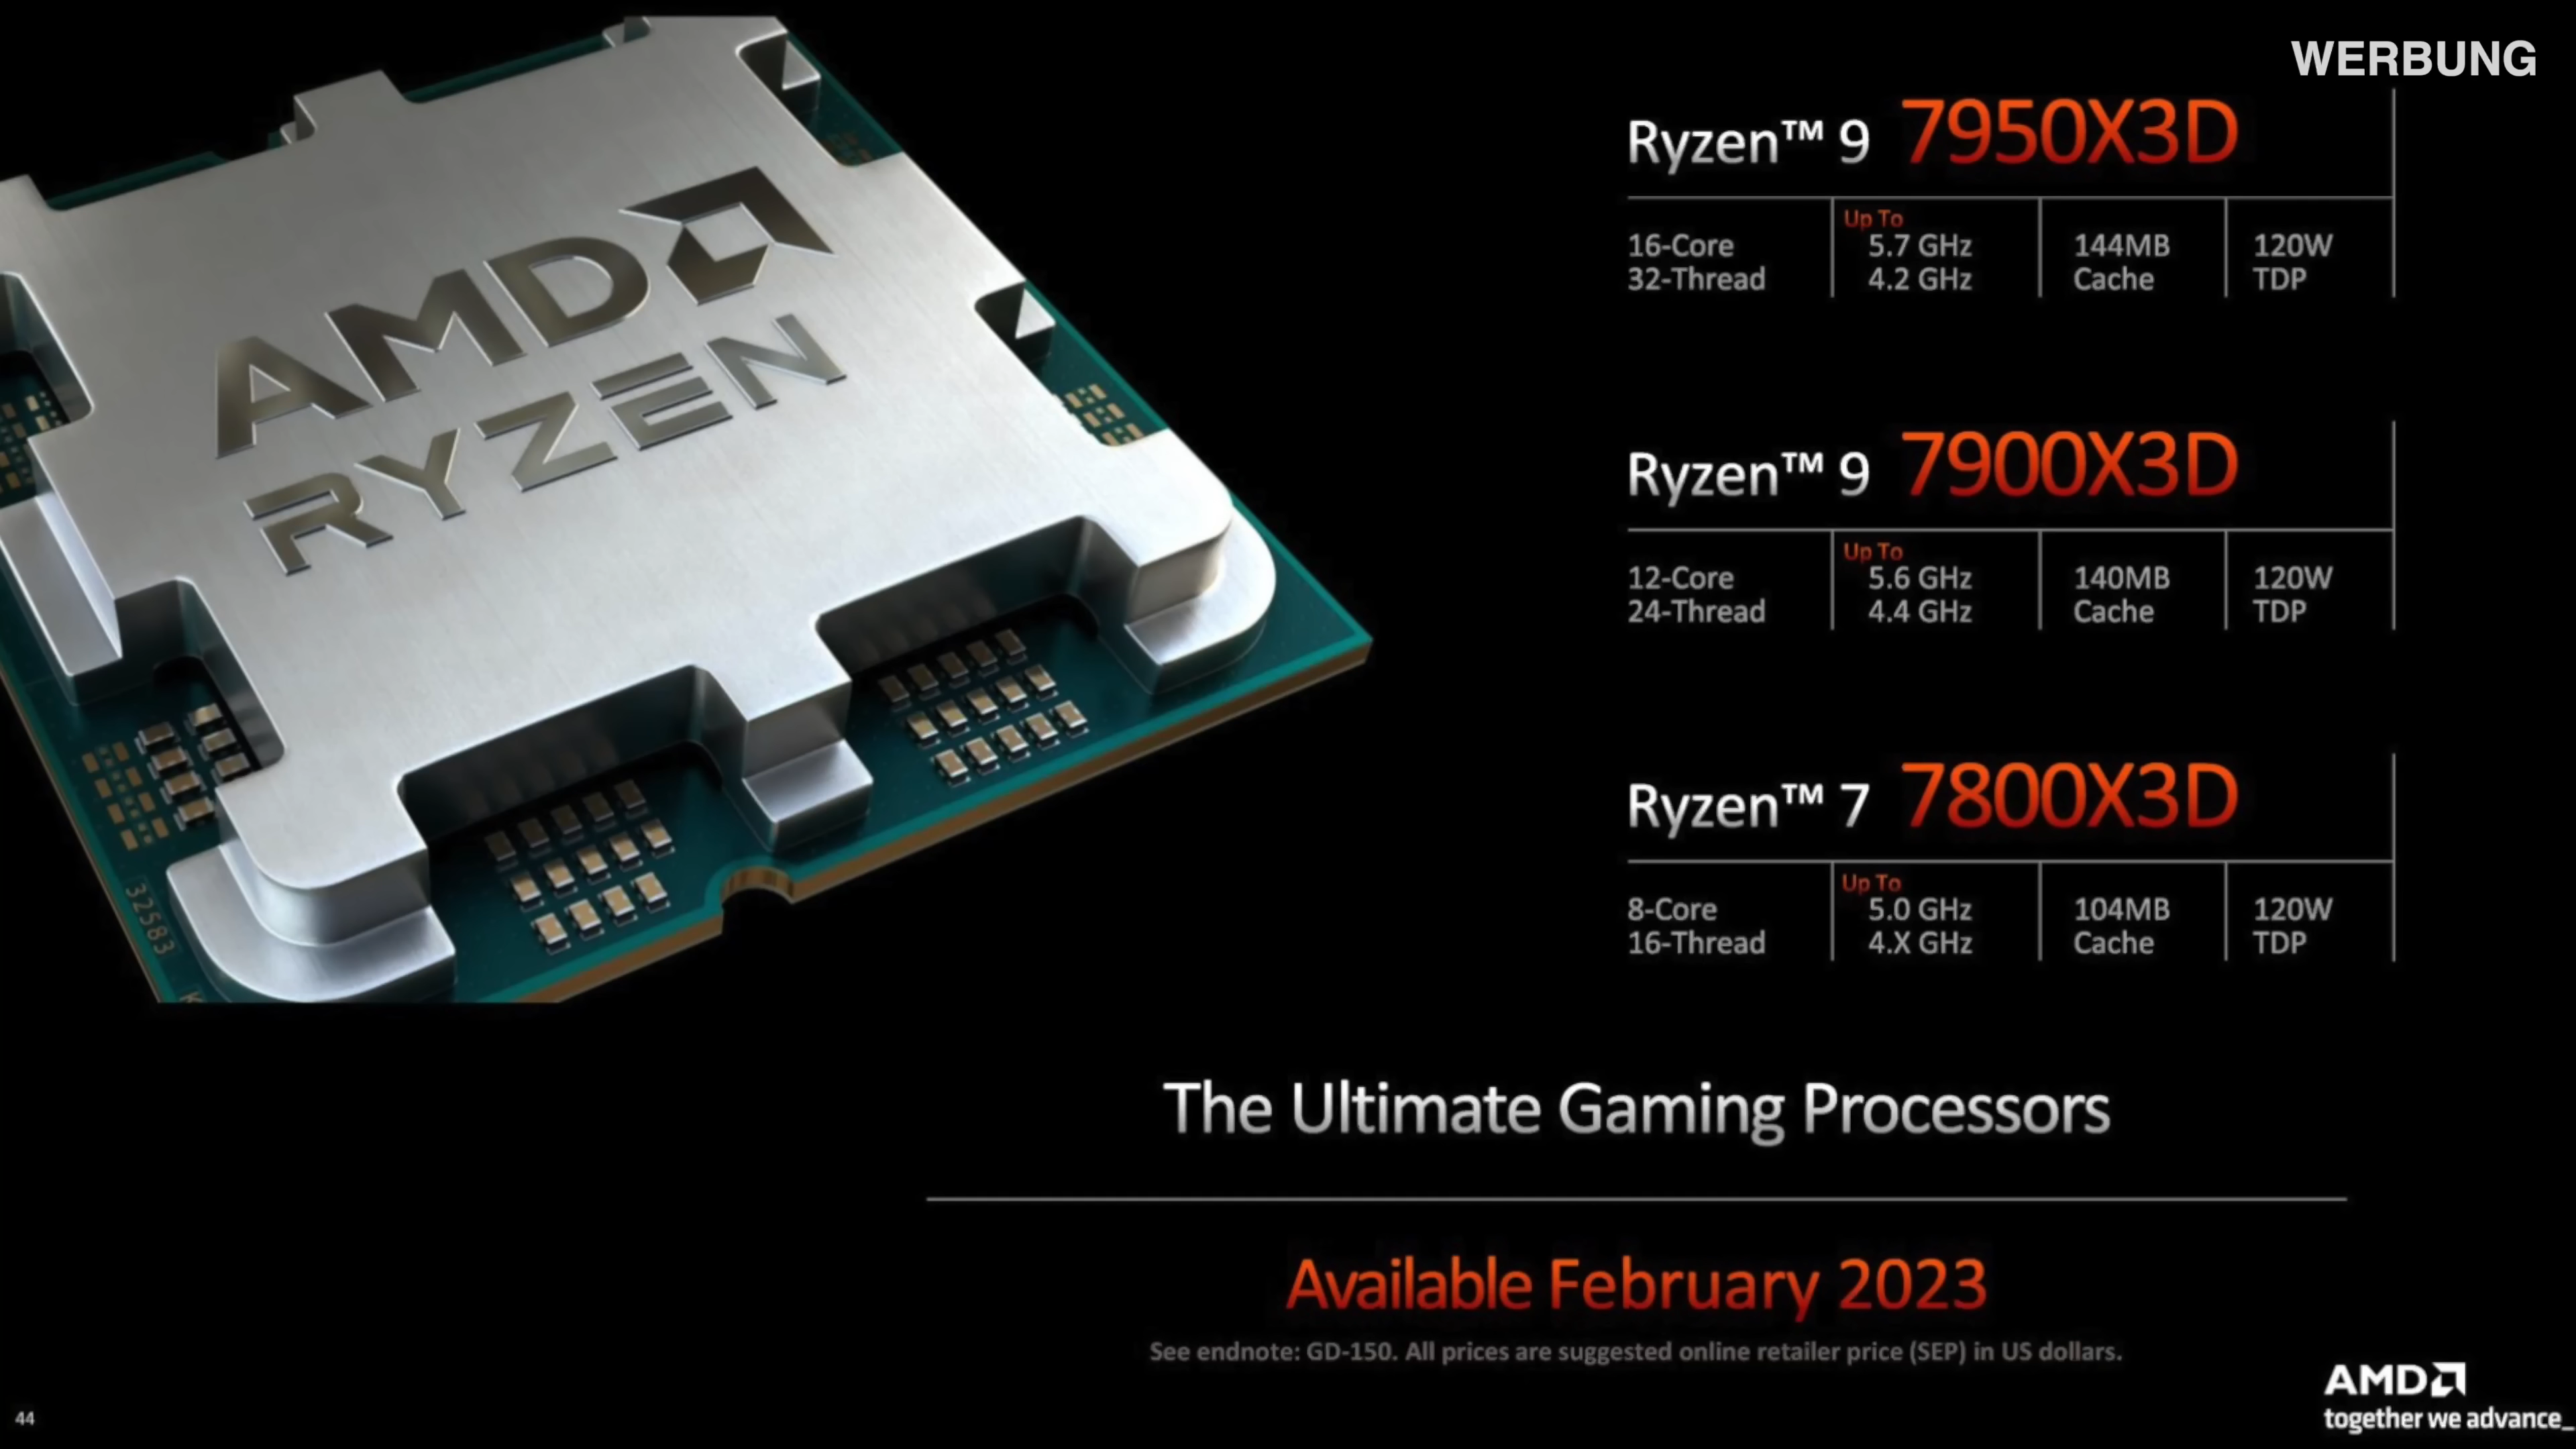 WERBUNG
AMD
RYZEN
32583
K
Ryzen™ 9 7950X3D
16-Core
32-Thread
Up To
5.7 GHz
4.2 GHz
144MB
Cache
120W
TDP
Ryzen™ 9 7900X3D
12-Core
24-Thread
Up To
5.6 GHz
4.4 GHz
140MB
Cache
120W
TDP
Ryzen™ 7 7800X3D
8-Core
16-Thread
Up To
5.0 GHz
4.X GHz
104MB
Cache
120W
TDP
The Ultimate Gaming Processors
Available February 2023
See endnote: GD-150. All prices are suggested online retailer price (SEP) in US dollars.
44
AMD
together we advance_